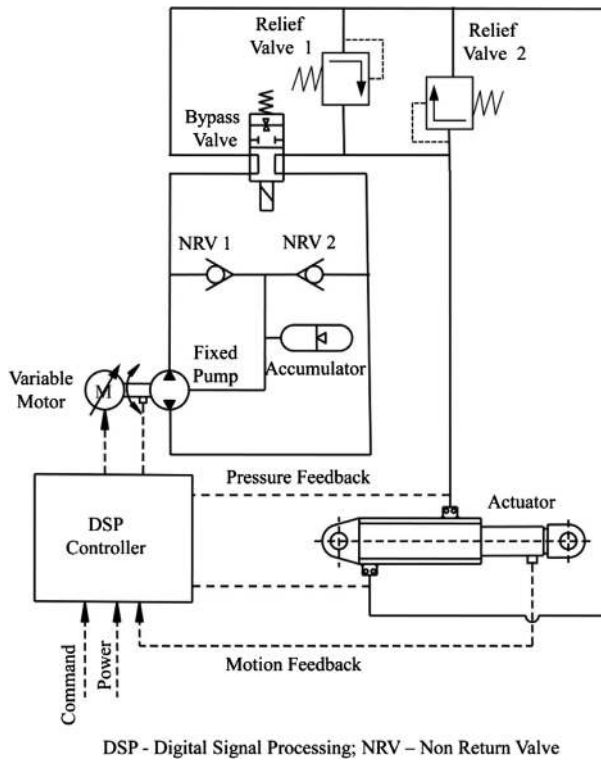 Relief
Valve 1
Relief
Valve 2
Bypass
Valve
NRV 1
NRV 2
Fixed
Pump
Accumulator
Variable
Motor
M
Pressure Feedback
Actuator
DSP
Controller
Motion Feedback
Command
Power
DSP - Digital Signal Processing; NRV – Non Return Valve